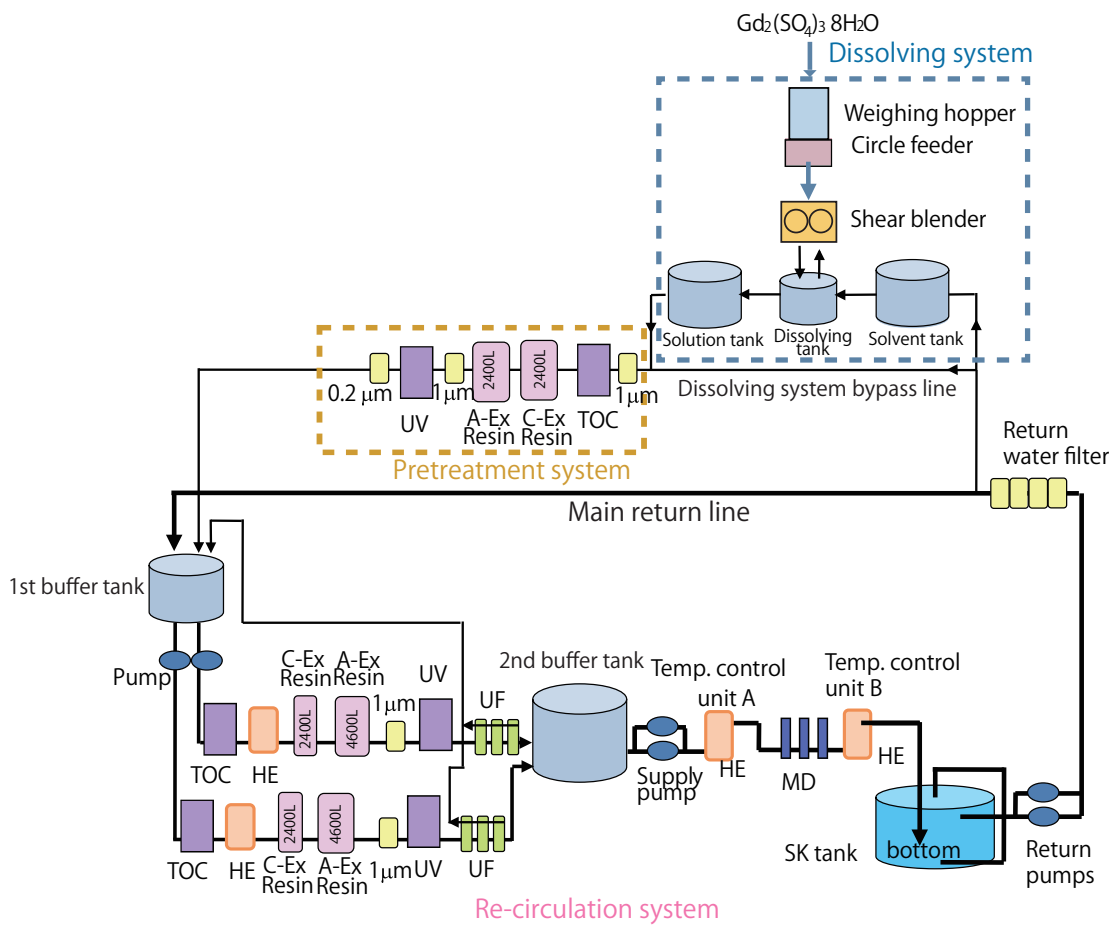 Gd₂(SO₄)₃ 8H₂O
Dissolving system
Weighing hopper
Circle feeder
Shear blender
Solution tank
Dissolving
tank
Solvent tank
Dissolving system bypass line
0.2 μm
UV
1μm
2400L
A-Ex
Resin
2400L
C-Ex
Resin
TOC
1μm
Pretreatment system
Return
water filter
Main return line
1st buffer tank
Pump
TOC
HE
C-Ex
Resin
2400L
A-Ex
Resin
4600L
1μm
UV
UF
2nd buffer tank
Supply
pump
Temp. control
unit A
HE
MD
Temp. control
unit B
HE
SK tank
bottom
Return
pumps
TOC
HE
2400L
C-Ex
Resin
4600L
A-Ex
Resin
1μm
UV
UF
Re-circulation system